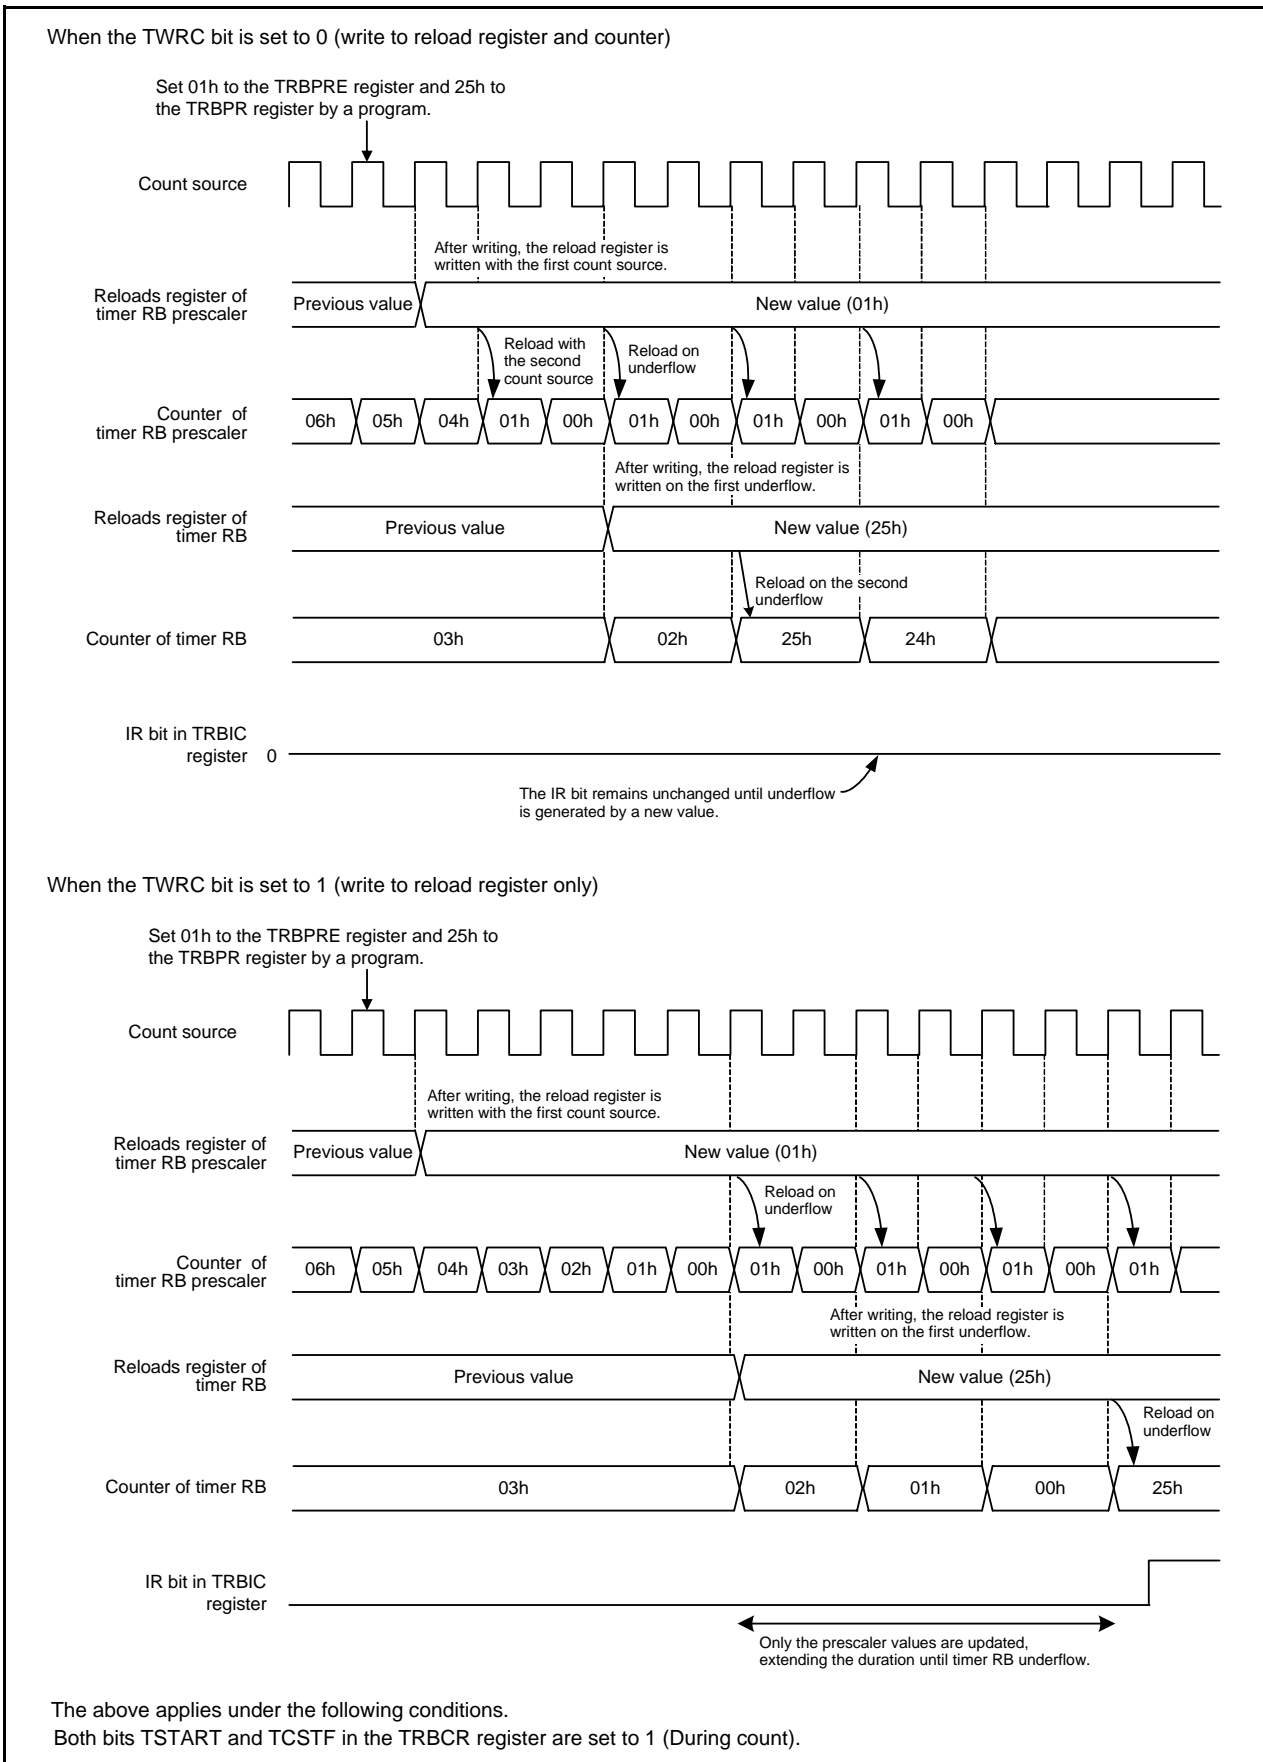 When the TWRC bit is set to 0 (write to reload register and counter)
Set 01h to the TRBPRE register and 25h to
the TRBPR register by a program.
Count source
After writing, the reload register is
written with the first count source.
Reloads register of
timer RB prescaler
Previous value
New value (01h)
Reload with
the second
count source
Reload on
underflow
Counter of
timer RB prescaler
06h 05h 04h 01h 00h 01h 00h 01h 00h 01h 00h
After writing, the reload register is
written on the first underflow.
Reloads register of
timer RB
Previous value
New value (25h)
Reload on the second
underflow
Counter of timer RB
03h 02h 25h 24h
IR bit in TRBIC
register 0
The IR bit remains unchanged until underflow
is generated by a new value.
When the TWRC bit is set to 1 (write to reload register only)
Set 01h to the TRBPRE register and 25h to
the TRBPR register by a program.
Count source
After writing, the reload register is
written with the first count source.
Reloads register of
timer RB prescaler
Previous value
New value (01h)
Reload on
underflow
Counter of
timer RB prescaler
06h 05h 04h 03h 02h 01h 00h 01h 00h 01h 00h 01h 00h 01h
After writing, the reload register is
written on the first underflow.
Reloads register of
timer RB
Previous value
New value (25h)
Reload on
underflow
Counter of timer RB
03h 02h 01h 00h 25h
IR bit in TRBIC
register
Only the prescaler values are updated,
extending the duration until timer RB underflow.
The above applies under the following conditions.
Both bits TSTART and TCSTF in the TRBCR register are set to 1 (During count).